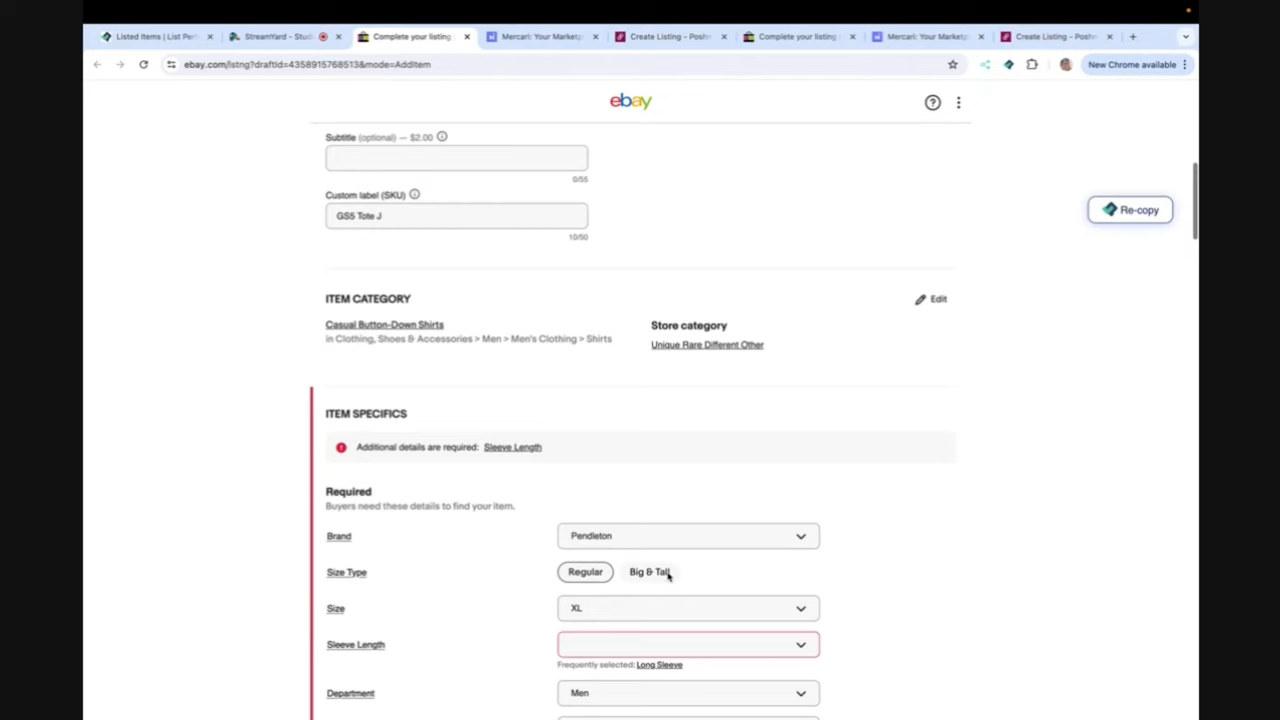 Listed Items | List Per
StreamYard - Stud
Complete your listing
Mercari: Your Marketp
Create Listing - Poshm
Complete your listing
Mercari: Your Marketp
Create Listing - Poshm
ebay.com/lstng?draftId=4358915768513&mode=AddItem
New Chrome available
ebay
Subtitle (optional) — $2.00
0/55
Custom label (SKU)
GS5 Tote J
10/50
Re-copy
ITEM CATEGORY
Edit
Casual Button-Down Shirts
in Clothing, Shoes & Accessories > Men > Men's Clothing > Shirts
Store category
Unique Rare Different Other
ITEM SPECIFICS
Additional details are required: Sleeve Length
Required
Buyers need these details to find your item.
Brand
Pendleton
Size Type
Regular
Big & Tall
Size
XL
Sleeve Length
Frequently selected: Long Sleeve
Department
Men